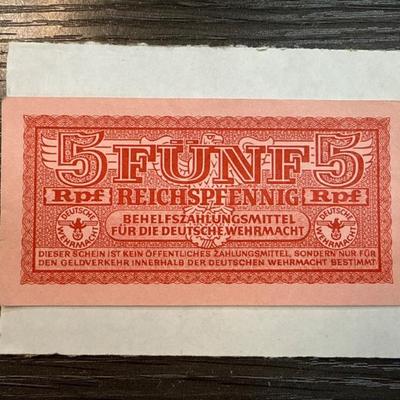 5 FÜNF 5
Rpf REICHSPFENNIG Rpf
BEHELFSZAHLUNGSMITTEL
FÜR DIE DEUTSCHE WEHRMACHT
DEUTSCHE WEHRMACHT
DEUTSCHE WEHRMACHT
DIESER SCHEIN IST KEIN ÖFFENTLICHES ZAHLUNGSMITTEL, SONDERN NUR FÜR
DEN GELDVERKEHR INNERHALB DER DEUTSCHEN WEHRMACHT BESTIMMT